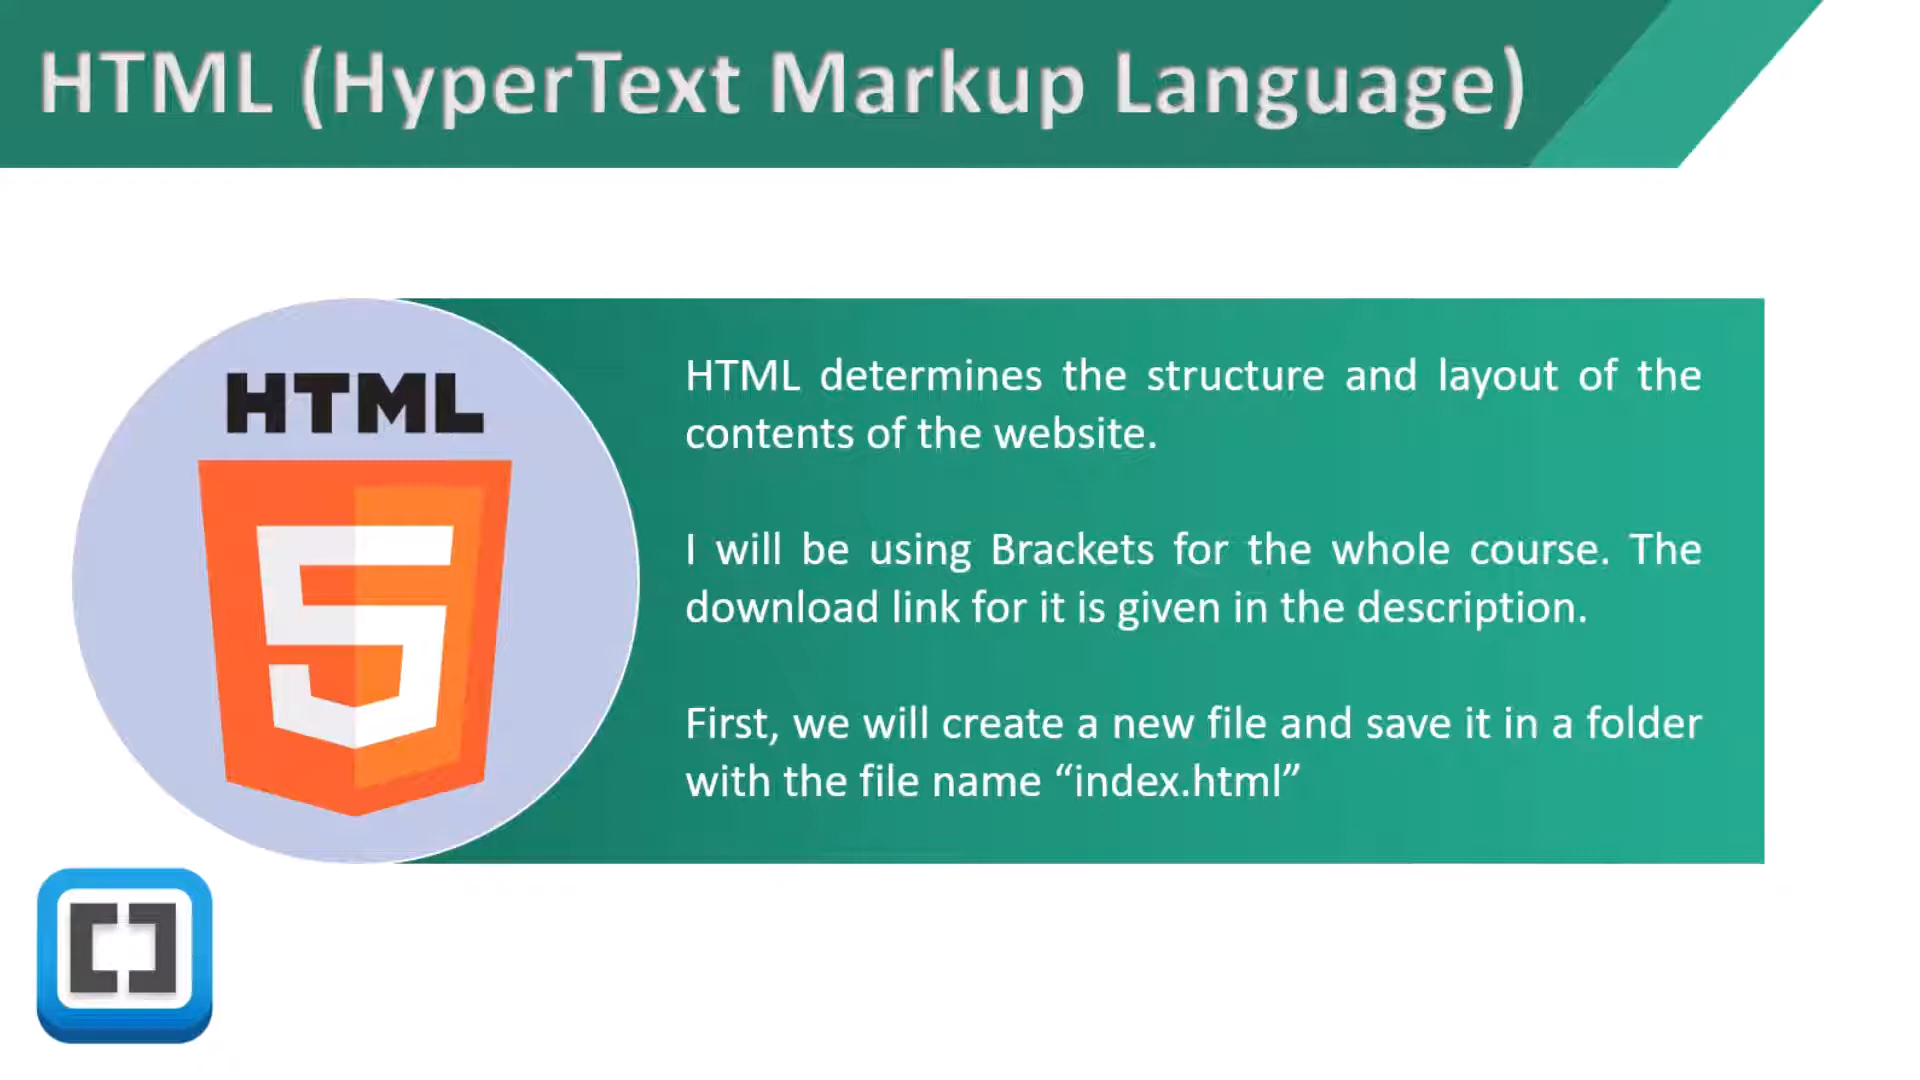 HTML (HyperText Markup Language)
HTML
5
HTML determines the structure and layout of the
contents of the website.
I will be using Brackets for the whole course. The
download link for it is given in the description.
First, we will create a new file and save it in a folder
with the file name “index.html”